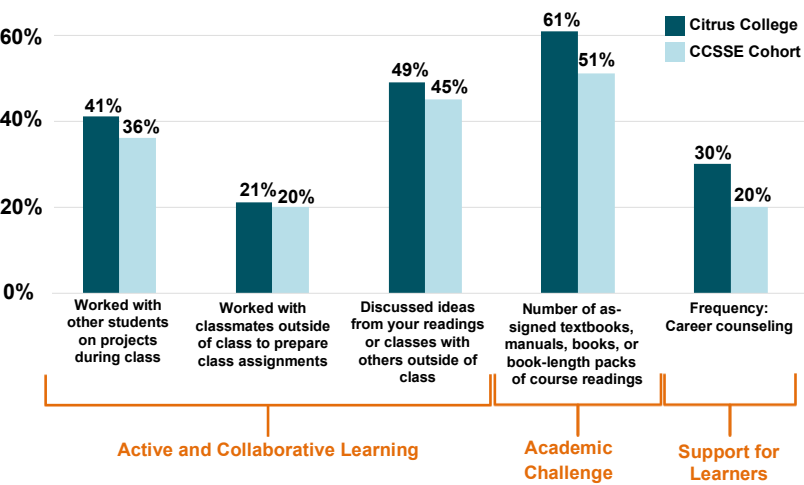 Citrus College
CCSSE Cohort
60%
40%
20%
0%
41%
36%
21%
20%
49%
45%
61%
51%
30%
20%
Worked with
other students
on projects
during class
Worked with
classmates outside
of class to prepare
class assignments
Discussed ideas
from your readings
or classes with
others outside of
class
Number of as-
signed textbooks,
manuals, books, or
book-length packs
of course readings
Frequency:
Career counseling
Active and Collaborative Learning
Academic
Challenge
Support for
Learners